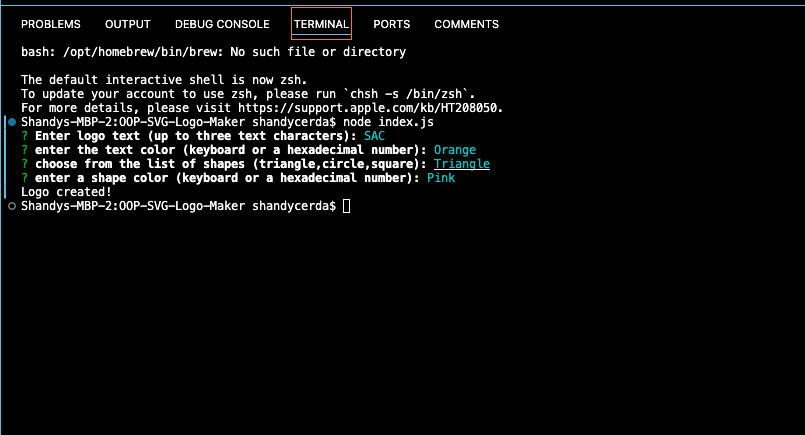 PROBLEMS OUTPUT DEBUG CONSOLE TERMINAL PORTS COMMENTS
bash: /opt/homebrew/bin/brew: No such file or directory
The default interactive shell is now zsh.
To update your account to use zsh, please run `chsh -s /bin/zsh`.
For more details, please visit https://support.apple.com/kb/HT208050.
Shandys-MBP-2:OOP-SVG-Logo-Maker shandycerda$ node index.js
? Enter logo text (up to three text characters): SAC
? enter the text color (keyboard or a hexadecimal number): Orange
? choose from the list of shapes (triangle,circle,square): Triangle
? enter a shape color (keyboard or a hexadecimal number): Pink
Logo created!
Shandys-MBP-2:OOP-SVG-Logo-Maker shandycerda$